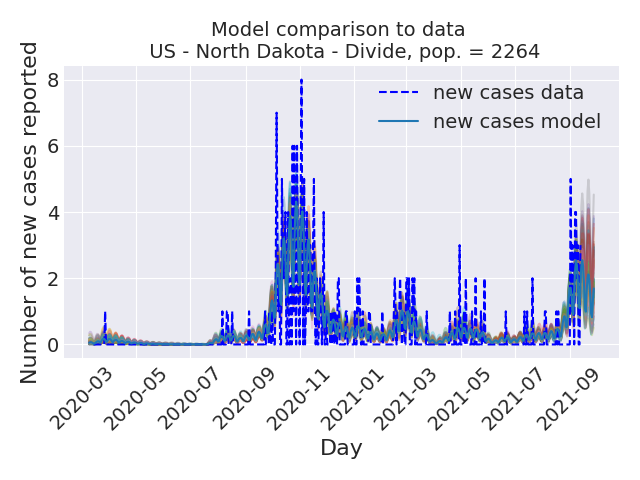 Model comparison to data
US - North Dakota - Divide, pop. = 2264
Number of new cases reported
8
6
4
2
0
new cases data
new cases model
2020-03
2020-05
2020-07
2020-09
2020-11
2021-01
2021-03
2021-05
2021-07
2021-09
Day